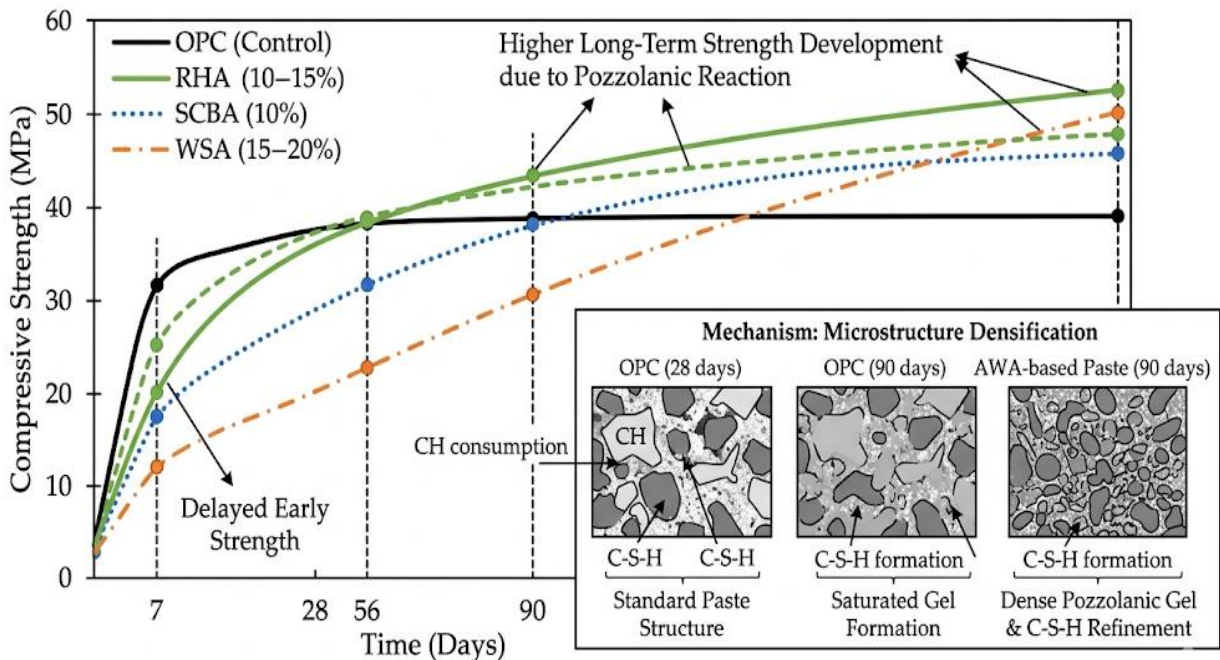 Compressive Strength (MPa)
60
50
40
30
20
10
0
OPC (Control)
RHA (10–15%)
SCBA (10%)
WSA (15–20%)
Higher Long-Term Strength Development
due to Pozzolanic Reaction
Delayed Early
Strength
7
28
56
90
Time (Days)
Mechanism: Microstructure Densification
OPC (28 days)
OPC (90 days)
AWA-based Paste (90 days)
CH consumption
CH
C-S-H
C-S-H
C-S-H formation
C-S-H formation
Standard Paste
Structure
Saturated Gel
Formation
Dense Pozzolanic Gel
& C-S-H Refinement